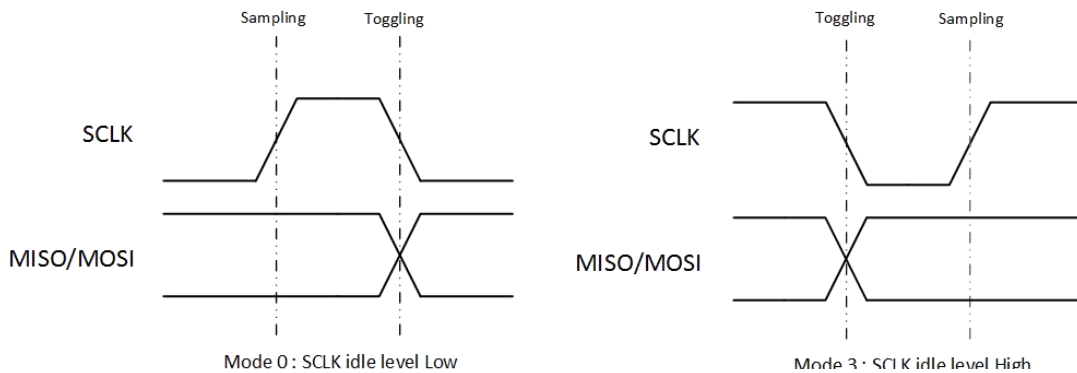 Sampling Toggling
SCLK
MISO/MOSI
Mode 0 : SCLK idle level Low
Toggling Sampling
SCLK
MISO/MOSI
Mode 3 : SCLK idle level High